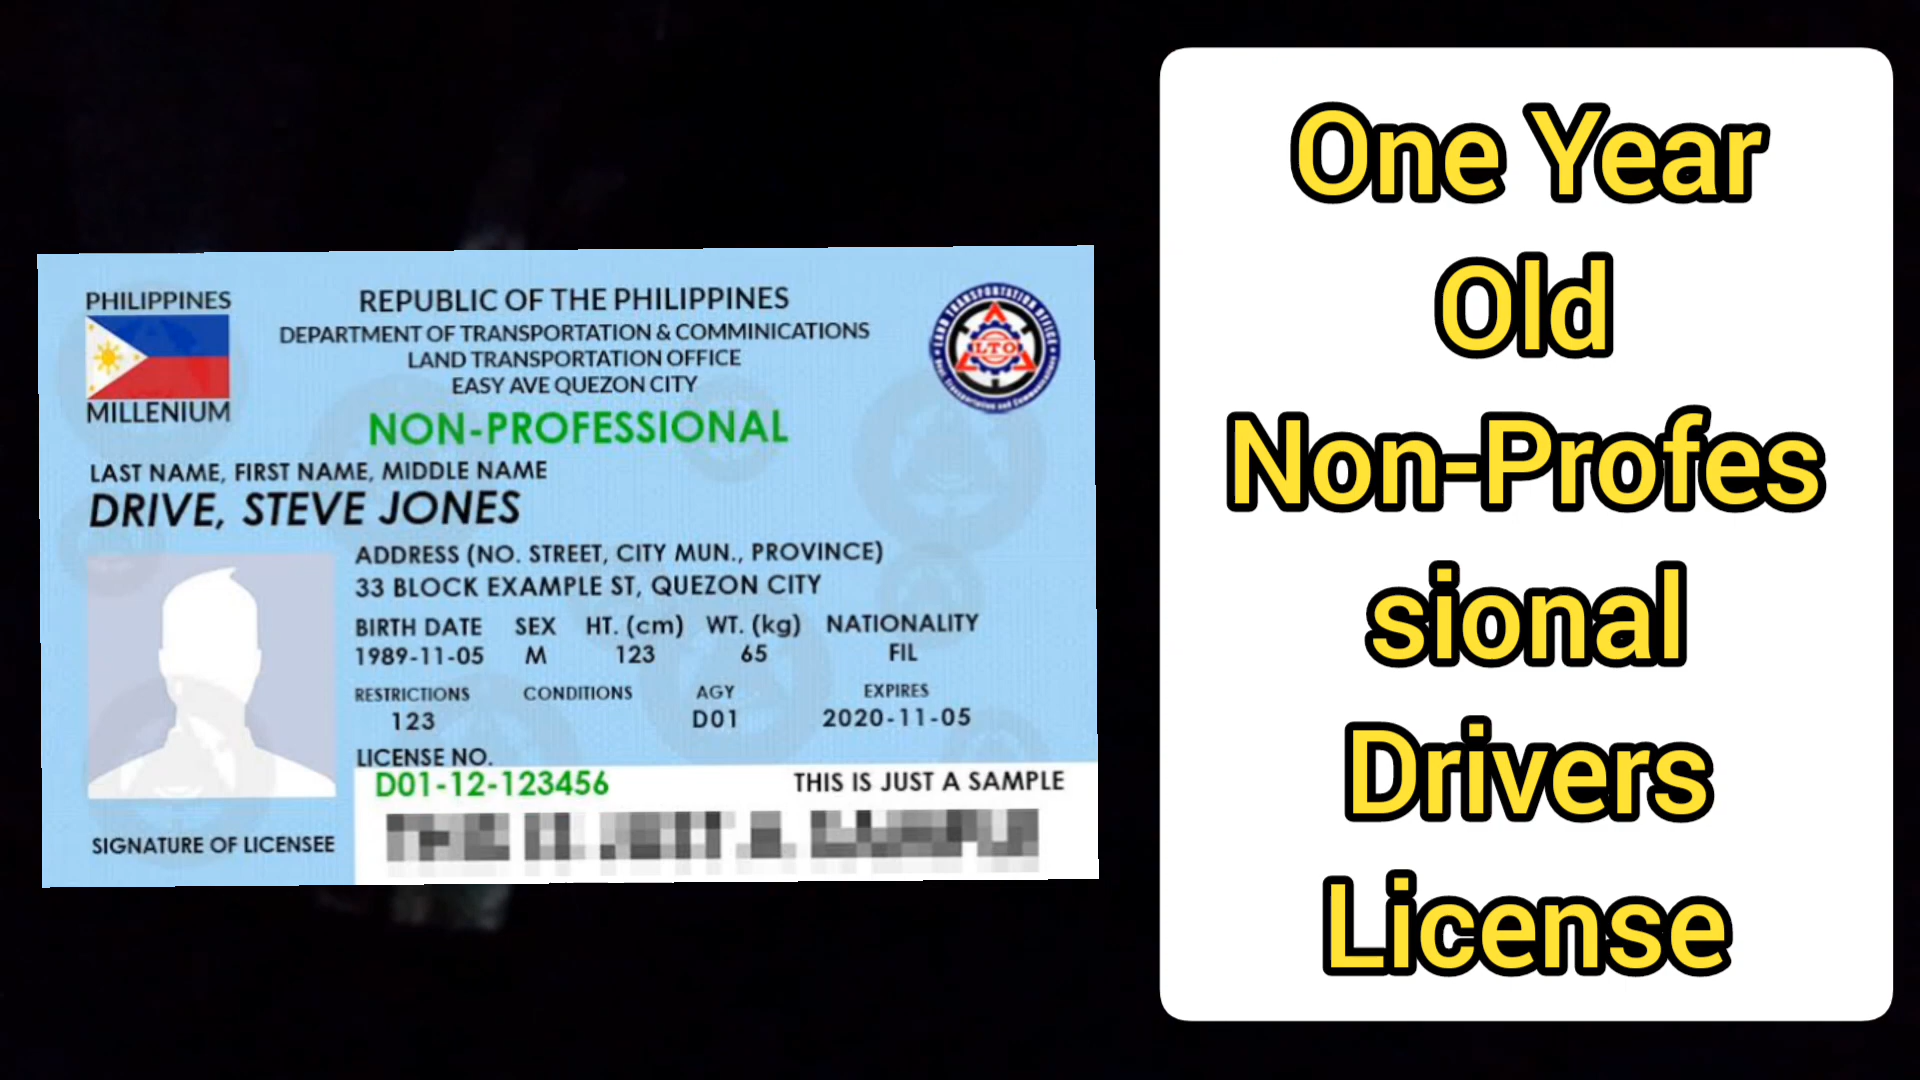 PHILIPPINES
MILLENIUM
REPUBLIC OF THE PHILIPPINES
DEPARTMENT OF TRANSPORTATION & COMMINICATIONS
LAND TRANSPORTATION OFFICE
EASY AVE QUEZON CITY
NON-PROFESSIONAL
LAND TRANSPORTATION OFFICE
LTO
LAST NAME, FIRST NAME, MIDDLE NAME
DRIVE, STEVE JONES
ADDRESS (NO. STREET, CITY MUN., PROVINCE)
33 BLOCK EXAMPLE ST, QUEZON CITY
BIRTH DATE SEX HT. (cm) WT. (kg) NATIONALITY
1989-11-05 M 123 65 FIL
RESTRICTIONS CONDITIONS AGY EXPIRES
123 D01 2020-11-05
LICENSE NO.
D01-12-123456 THIS IS JUST A SAMPLE
SIGNATURE OF LICENSEE
One Year
Old
Non-Profes
sional
Drivers
License